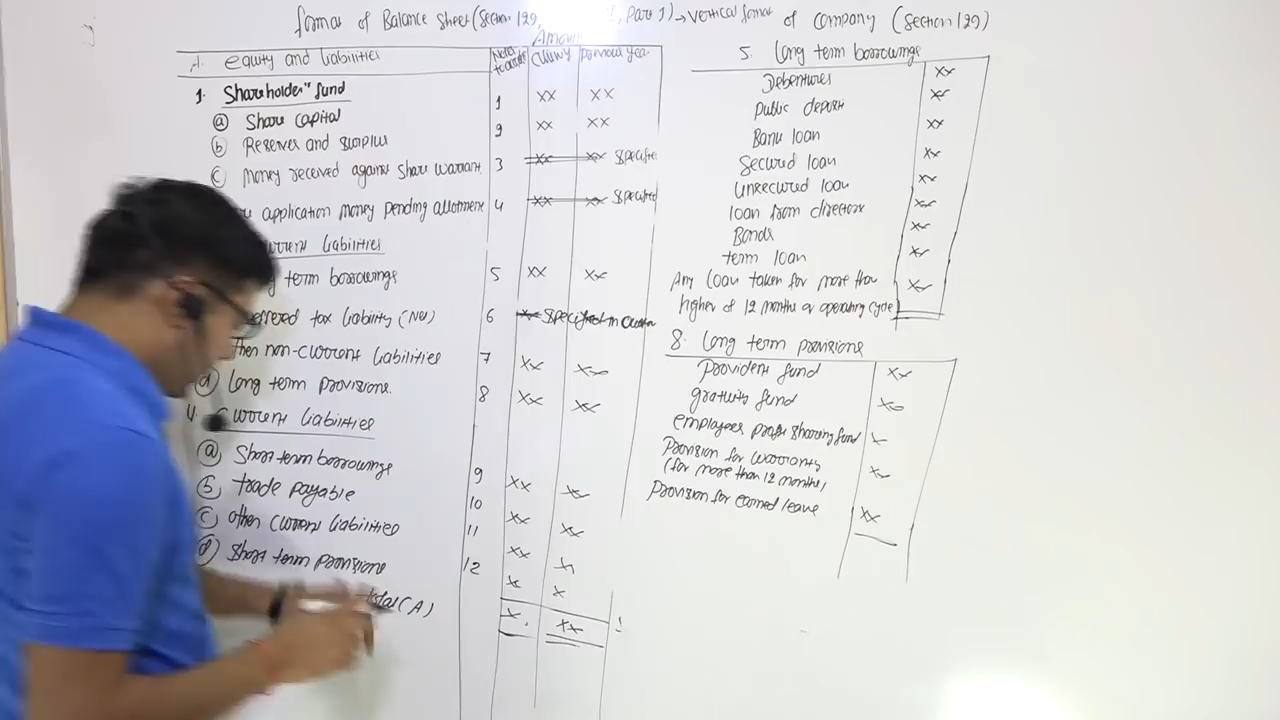 format of Balance Sheet (Section 129, I, Part I) → vertical format of company (Section 129)
Amount
A. equity and liabilities Current Previous year
1. Shareholder" fund
(a) Share capital 1 xx xx
(b) Reserves and surplus 2 xx xx
(c) Money received against share warrant 3 xx xx
application money pending allotment 4 xx xx
liabilities
term borrowings 5 xx xx
tax liability (Net) 6 xx
non-current liabilities 7 xx xx
(d) long term provisions. 8 xx xx
4. Current liabilities
(a) Short term borrowings 9 xx xx
(b) trade payable 10 xx xx
(c) other current liabilities 11 xx x
(d) Short term provisions 12 x x
total (A) x. xx
5. long term borrowings
Debentures xx
Public deposit xx
Bank loan xx
Secured loan xx
unsecured loan xx
loan from directors xx
Bonds xx
term loan xx
Any loan taken for more than
higher of 12 months or operating cycle xx
8. long term provisions
Provident fund xx
gratuity fund xx
employees profit sharing fund x
Provision for warranty
(for more than 12 months) xx
Provision for earned leave xx